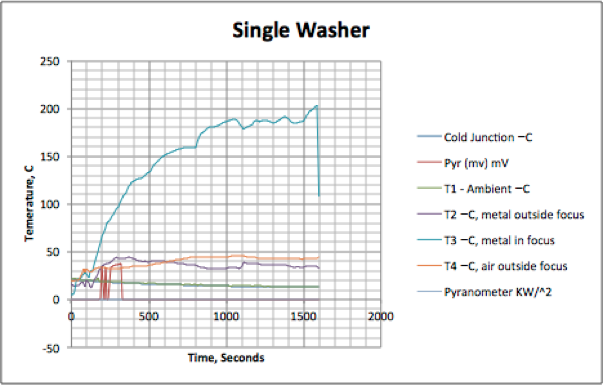 Single Washer
250
200
150
100
50
0
-50
Temerature, C
0
500
1000
1500
2000
Time, Seconds
Cold Junction −C
Pyr (mv) mV
T1 - Ambient −C
T2 −C, metal outside focus
T3 −C, metal in focus
T4 −C, air outside focus
Pyranometer KW/^2